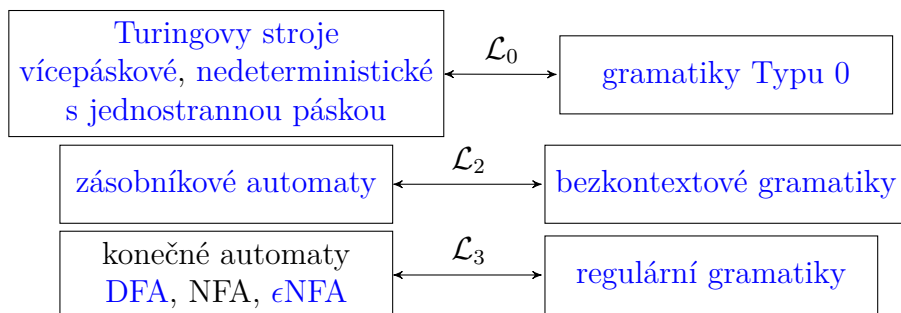 Turingovy stroje
vícepáskové, nedeterministické
s jednostrannou páskou
ℒ₀
gramatiky Typu 0
zásobníkové automaty
ℒ₂
bezkontextové gramatiky
konečné automaty
DFA, NFA, ϵNFA
ℒ₃
regulární gramatiky